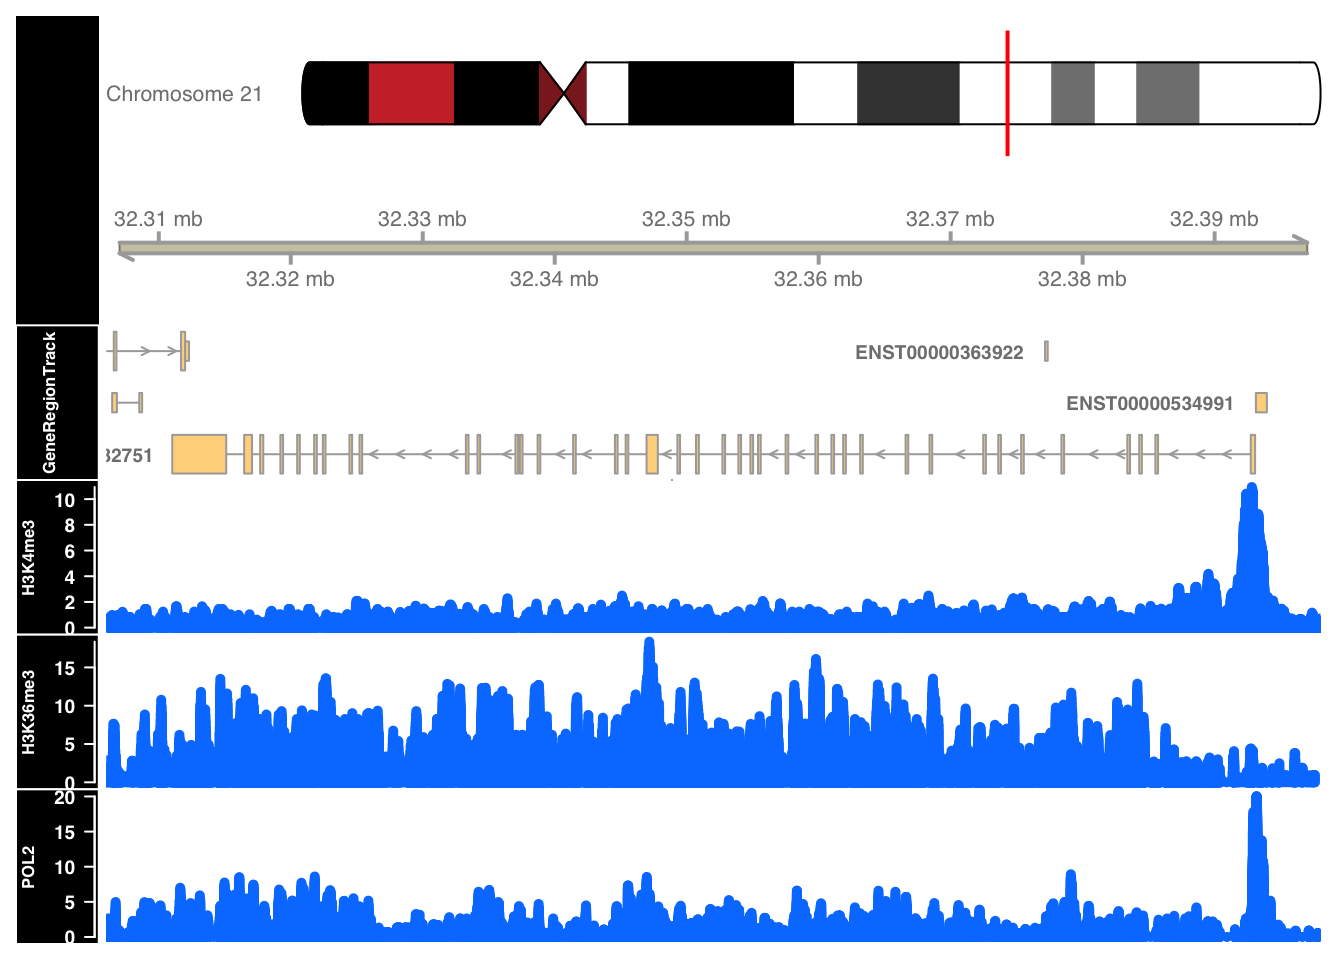 Chromosome 21
32.31 mb 32.33 mb 32.35 mb 32.37 mb 32.39 mb
32.32 mb 32.34 mb 32.36 mb 32.38 mb
GeneRegionTrack
ENST00000363922
ENST00000534991
32751
H3K4me3
10
8
6
4
2
0
H3K36me3
15
10
5
0
POL2
20
15
10
5
0